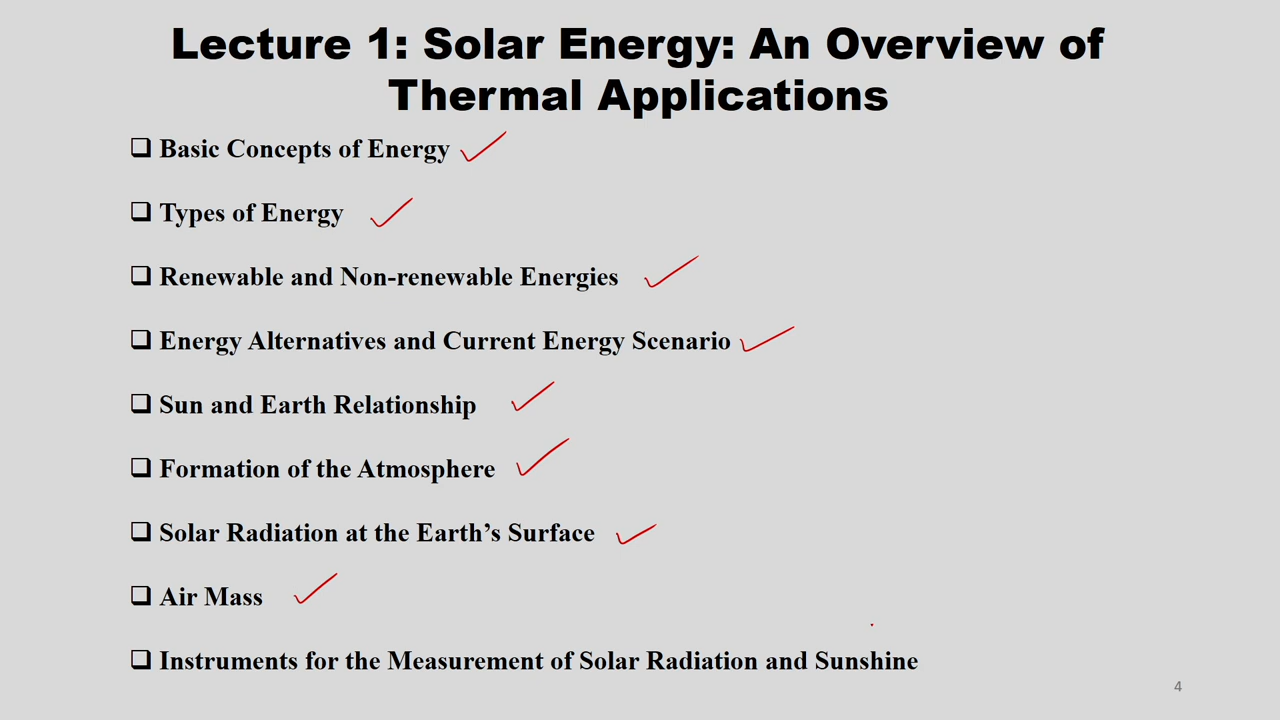 Lecture 1: Solar Energy: An Overview of
Thermal Applications
❑ Basic Concepts of Energy
❑ Types of Energy
❑ Renewable and Non-renewable Energies
❑ Energy Alternatives and Current Energy Scenario
❑ Sun and Earth Relationship
❑ Formation of the Atmosphere
❑ Solar Radiation at the Earth’s Surface
❑ Air Mass
❑ Instruments for the Measurement of Solar Radiation and Sunshine
4